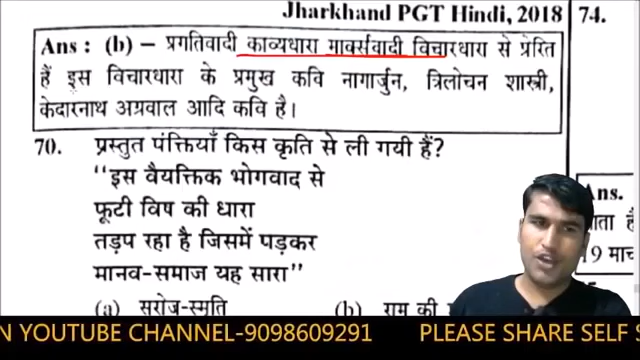 Jharkhand PGT Hindi, 2018
74.
Ans : (b) – प्रगतिवादी काव्यधारा मार्क्सवादी विचारधारा से प्रेरित
हैं इस विचारधारा के प्रमुख कवि नागार्जुन, त्रिलोचन शास्त्री,
केदारनाथ अग्रवाल आदि कवि है।
70. प्रस्तुत पंक्तियाँ किस कृति से ली गयी हैं?
"इस वैयक्तिक भोगवाद से
फूटी विष की धारा
तड़प रहा है जिसमें पड़कर
मानव-समाज यह सारा"
(a) सरोज-स्मृति
(b) राम की
Ans.
19
N YOUTUBE CHANNEL-9098609291 PLEASE SHARE SELF S